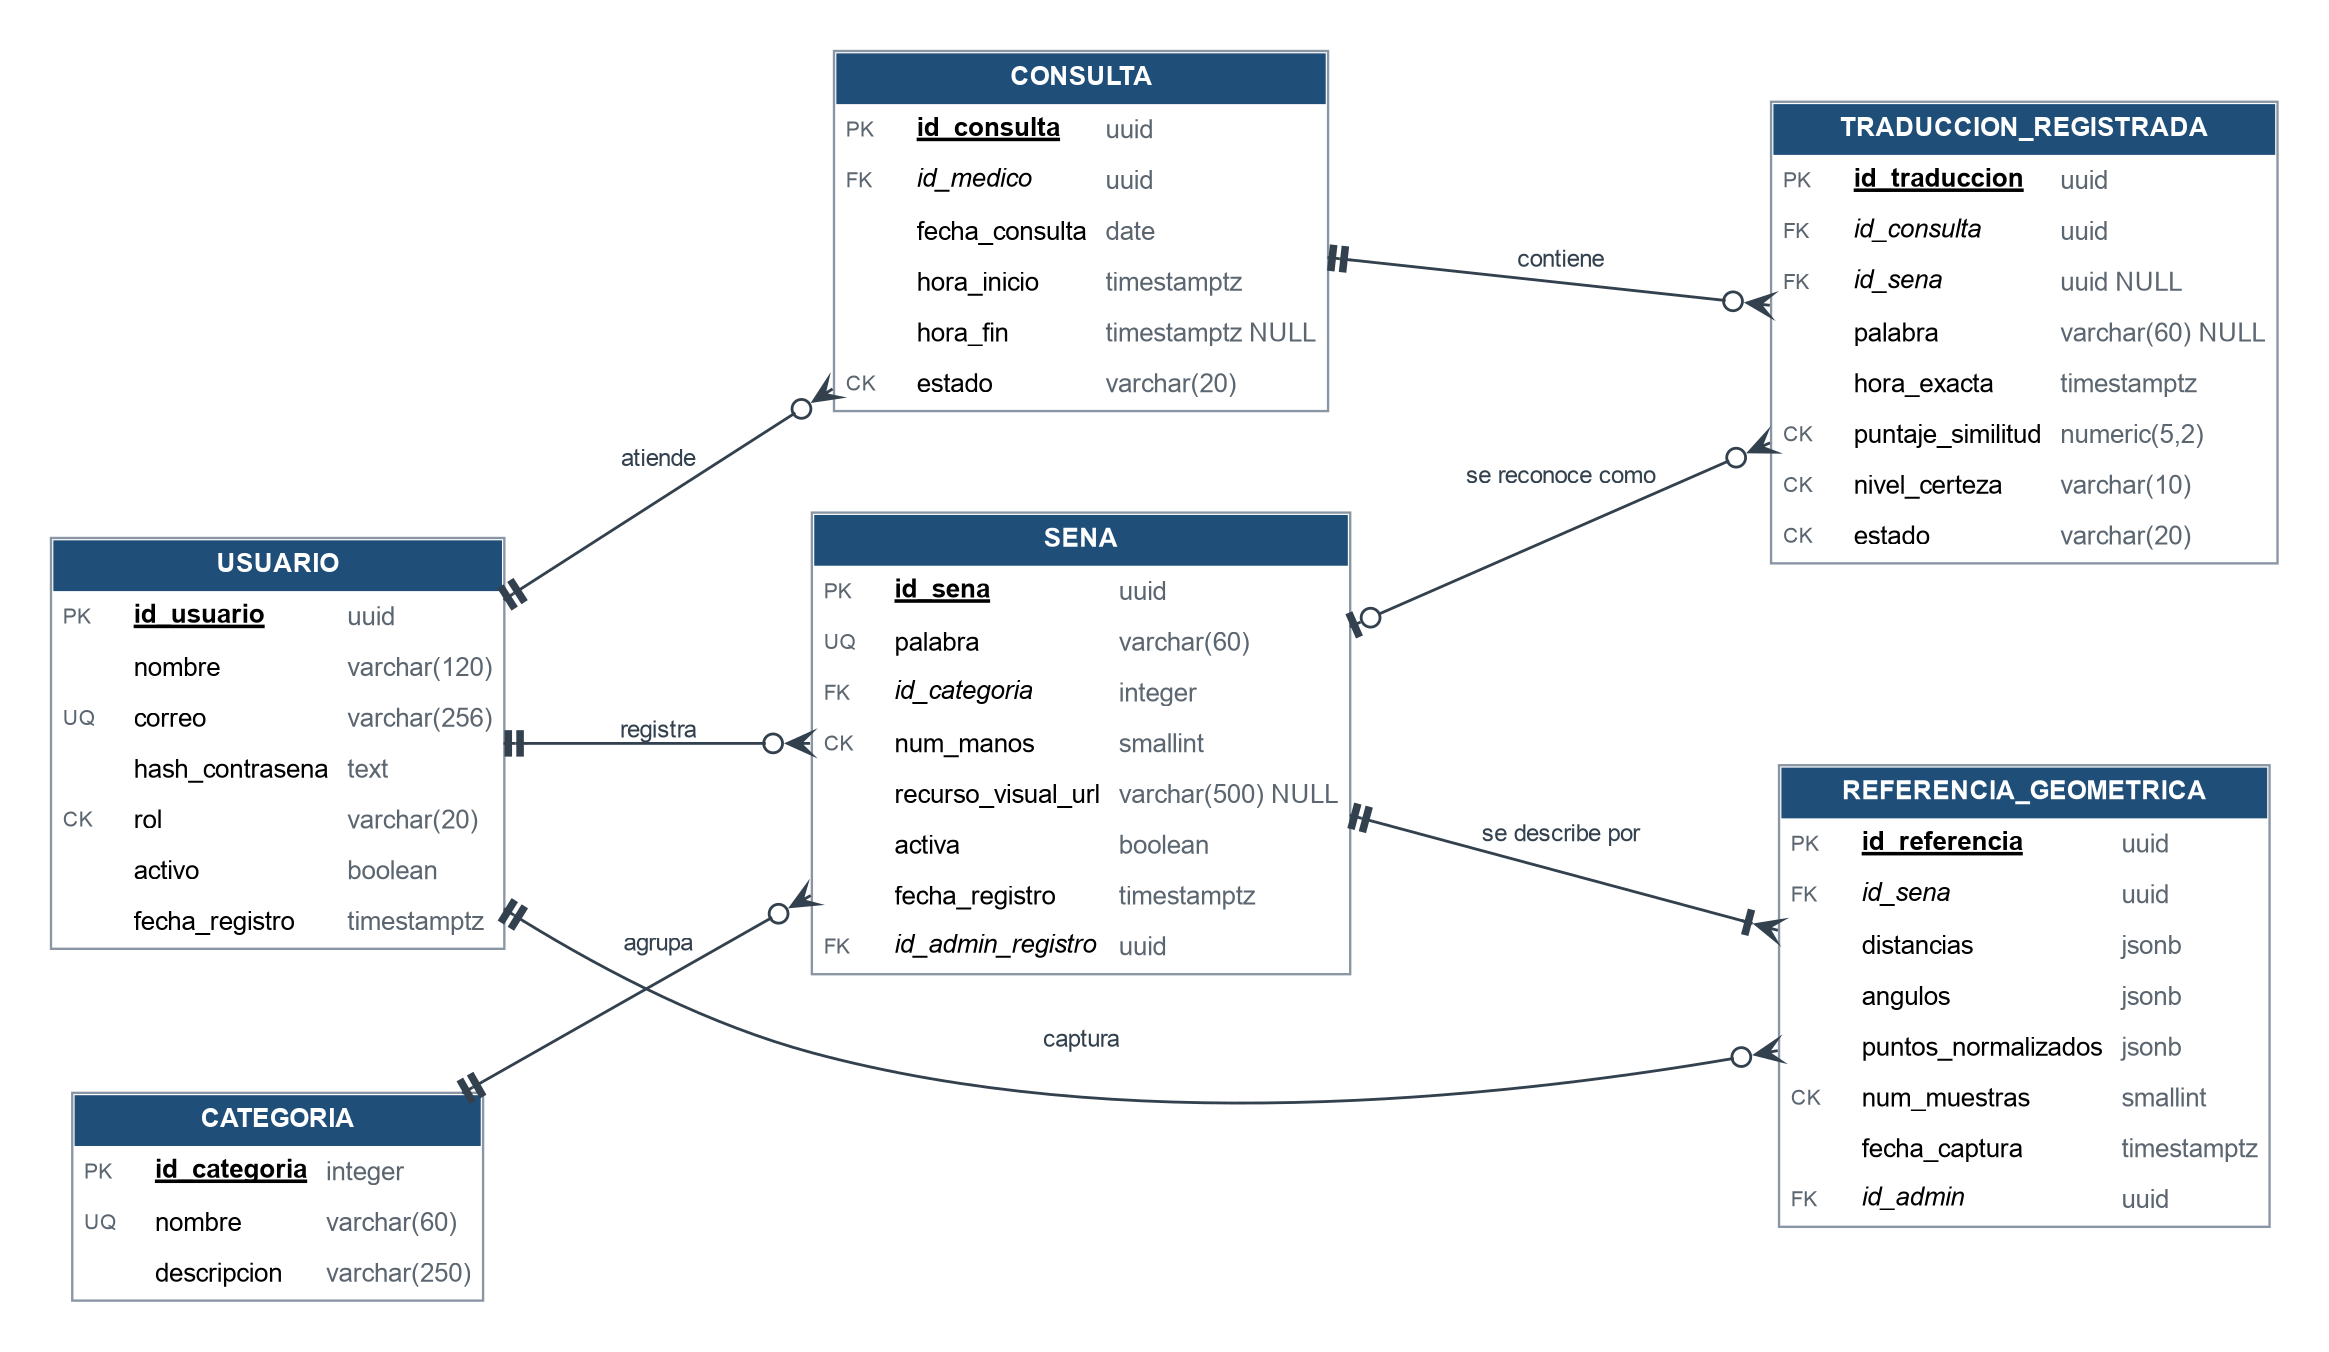 CONSULTA
PK id_consulta uuid
FK id_medico uuid
fecha_consulta date
hora_inicio timestamptz
hora_fin timestamptz NULL
CK estado varchar(20)
TRADUCCION_REGISTRADA
PK id_traduccion uuid
FK id_consulta uuid
FK id_sena uuid NULL
palabra varchar(60) NULL
hora_exacta timestamptz
CK puntaje_similitud numeric(5,2)
CK nivel_certeza varchar(10)
CK estado varchar(20)
contiene
atiende
se reconoce como
USUARIO
PK id_usuario uuid
nombre varchar(120)
UQ correo varchar(256)
hash_contrasena text
CK rol varchar(20)
activo boolean
fecha_registro timestamptz
registra
SENA
PK id_sena uuid
UQ palabra varchar(60)
FK id_categoria integer
CK num_manos smallint
recurso_visual_url varchar(500) NULL
activa boolean
fecha_registro timestamptz
FK id_admin_registro uuid
se describe por
REFERENCIA_GEOMETRICA
PK id_referencia uuid
FK id_sena uuid
distancias jsonb
angulos jsonb
puntos_normalizados jsonb
CK num_muestras smallint
fecha_captura timestamptz
FK id_admin uuid
agrupa
captura
CATEGORIA
PK id_categoria integer
UQ nombre varchar(60)
descripcion varchar(250)